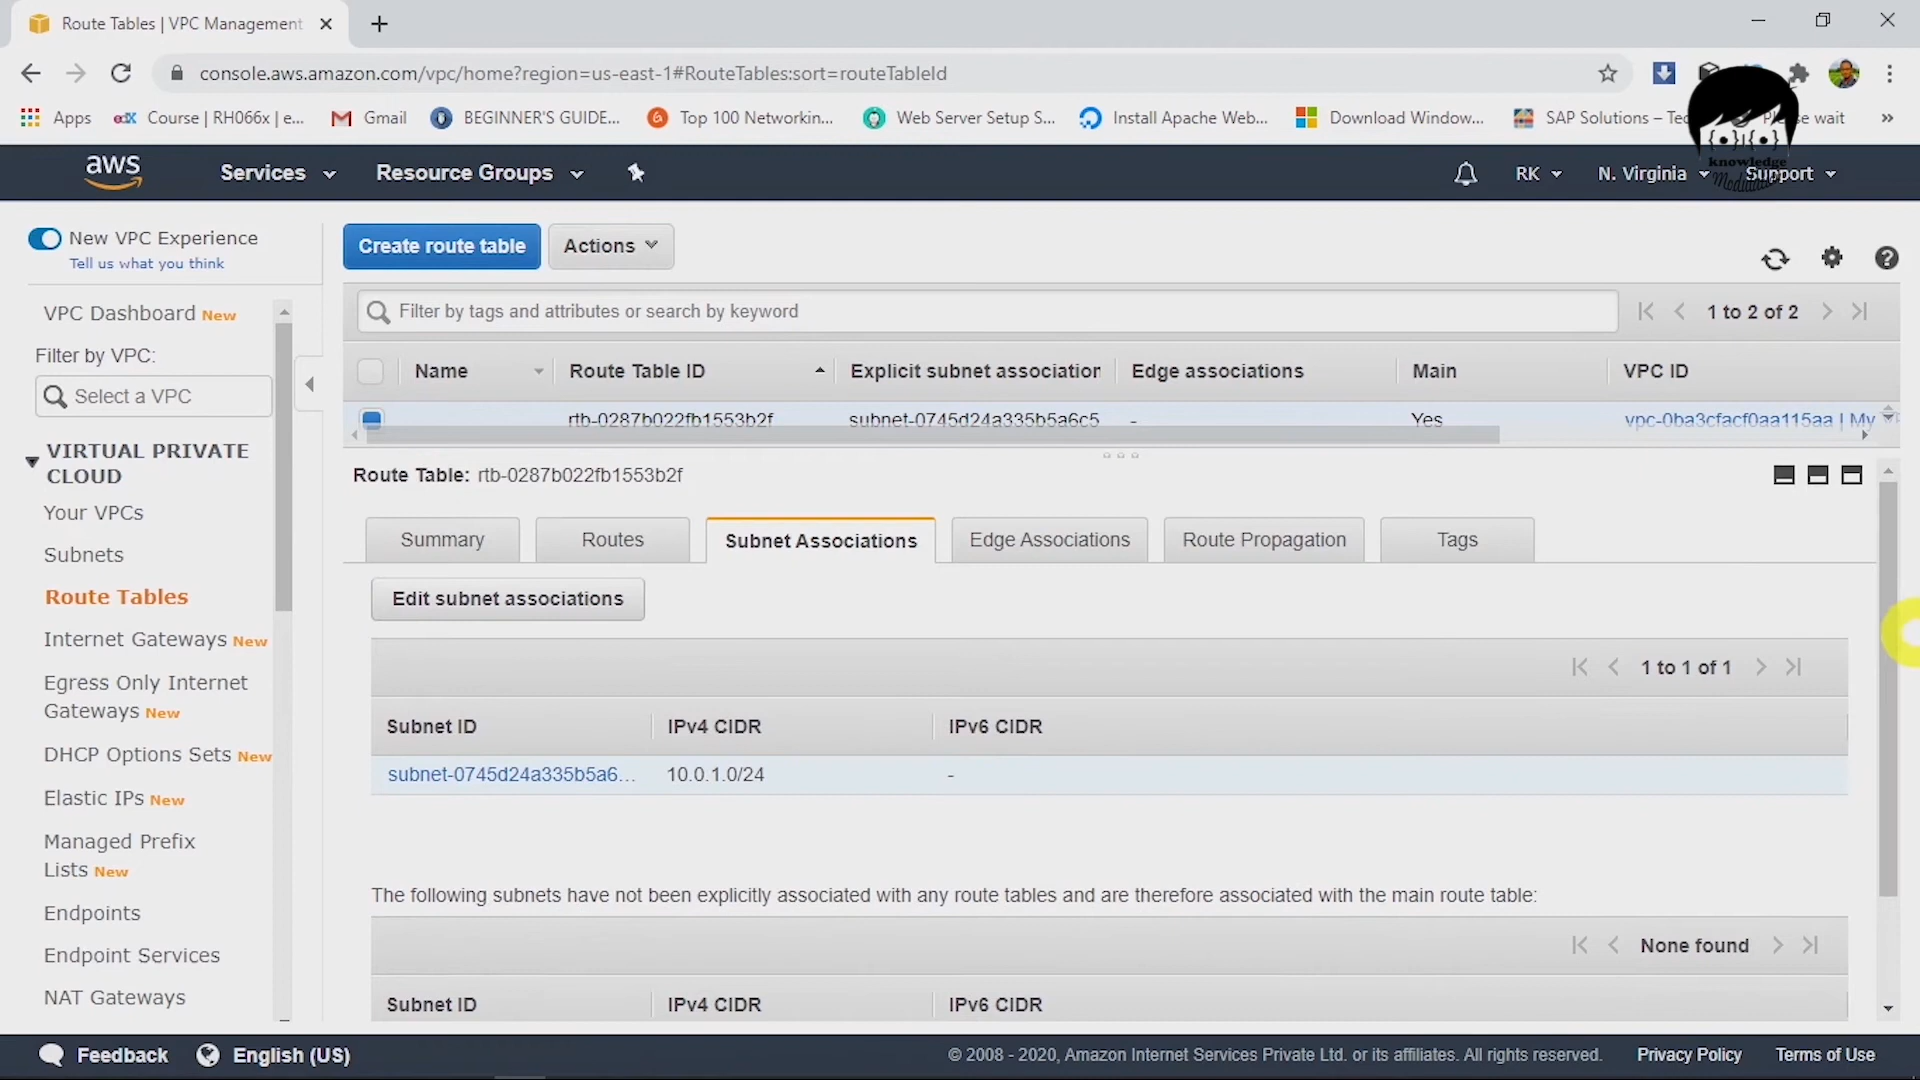 Route Tables | VPC Management
console.aws.amazon.com/vpc/home?region=us-east-1#RouteTables:sort=routeTableId
Apps
edX Course | RH066x | e...
Gmail
BEGINNER'S GUIDE...
Top 100 Networkin...
Web Server Setup S...
Install Apache Web...
Download Window...
SAP Solutions – Te
wait
knowledge
aws
Services
Resource Groups
RK
N. Virginia
Support
New VPC Experience
Tell us what you think
Create route table
Actions
VPC Dashboard New
Filter by VPC:
Select a VPC
VIRTUAL PRIVATE
CLOUD
Your VPCs
Subnets
Route Tables
Internet Gateways New
Egress Only Internet
Gateways New
DHCP Options Sets New
Elastic IPs New
Managed Prefix
Lists New
Endpoints
Endpoint Services
NAT Gateways
Filter by tags and attributes or search by keyword
1 to 2 of 2
Name
Route Table ID
Explicit subnet association
Edge associations
Main
VPC ID
rtb-0287b022fb1553b2f
subnet-0745d24a335b5a6c5
-
Yes
vpc-0ba3cfacf0aa115aa | My
Route Table: rtb-0287b022fb1553b2f
Summary
Routes
Subnet Associations
Edge Associations
Route Propagation
Tags
Edit subnet associations
1 to 1 of 1
Subnet ID
IPv4 CIDR
IPv6 CIDR
subnet-0745d24a335b5a6...
10.0.1.0/24
-
The following subnets have not been explicitly associated with any route tables and are therefore associated with the main route table:
None found
Subnet ID
IPv4 CIDR
IPv6 CIDR
Feedback
English (US)
© 2008 - 2020, Amazon Internet Services Private Ltd. or its affiliates. All rights reserved.
Privacy Policy
Terms of Use